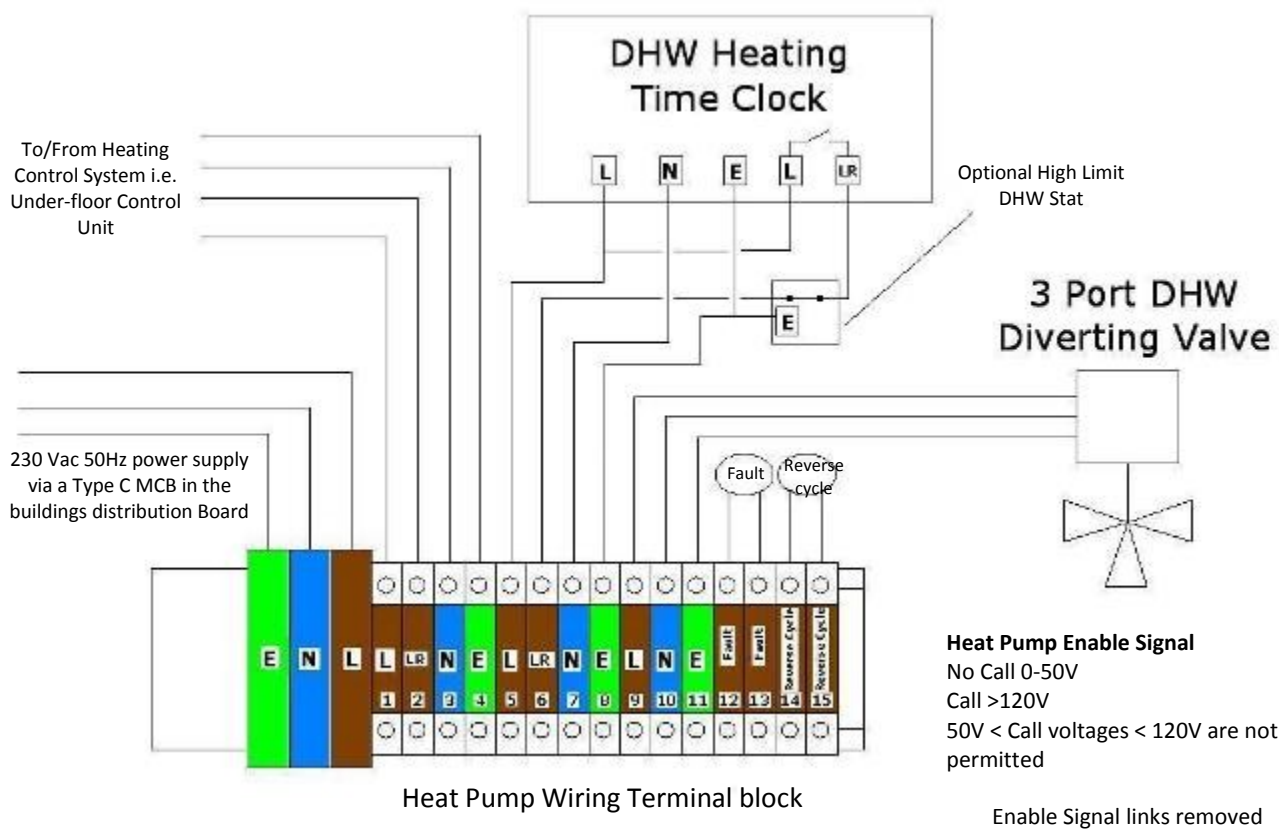 DHW Heating
Time Clock
L N E L LR
To/From Heating
Control System i.e.
Under-floor Control
Unit
Optional High Limit
DHW Stat
E
3 Port DHW
Diverting Valve
230 Vac 50Hz power supply
via a Type C MCB in the
buildings distribution Board
Fault
Reverse
cycle
E N L L LR N E L LR N E L N E Fault Fault Reverse Cycle Reverse Cycle
1 2 3 4 5 6 7 8 9 10 11 12 13 14 15
Heat Pump Wiring Terminal block
Heat Pump Enable Signal
No Call 0-50V
Call >120V
50V < Call voltages < 120V are not
permitted
Enable Signal links removed